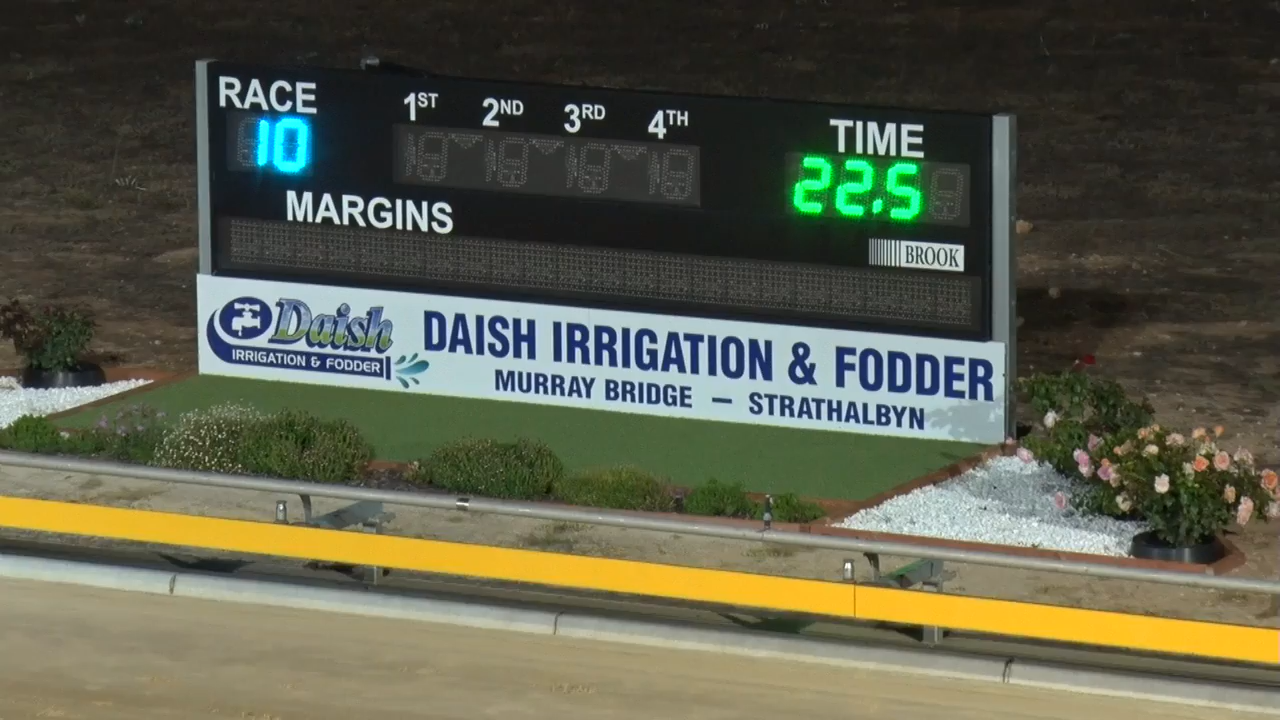 RACE 1ST 2ND 3RD 4TH TIME
10 22.5
MARGINS
BROOK
Daish
IRRIGATION & FODDER
DAISH IRRIGATION & FODDER
MURRAY BRIDGE – STRATHALBYN